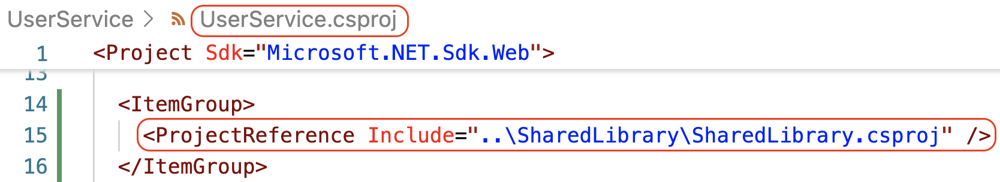 UserService > UserService.csproj
1 <Project Sdk="Microsoft.NET.Sdk.Web">
13
14 <ItemGroup>
15 <ProjectReference Include="..\SharedLibrary\SharedLibrary.csproj" />
16 </ItemGroup>